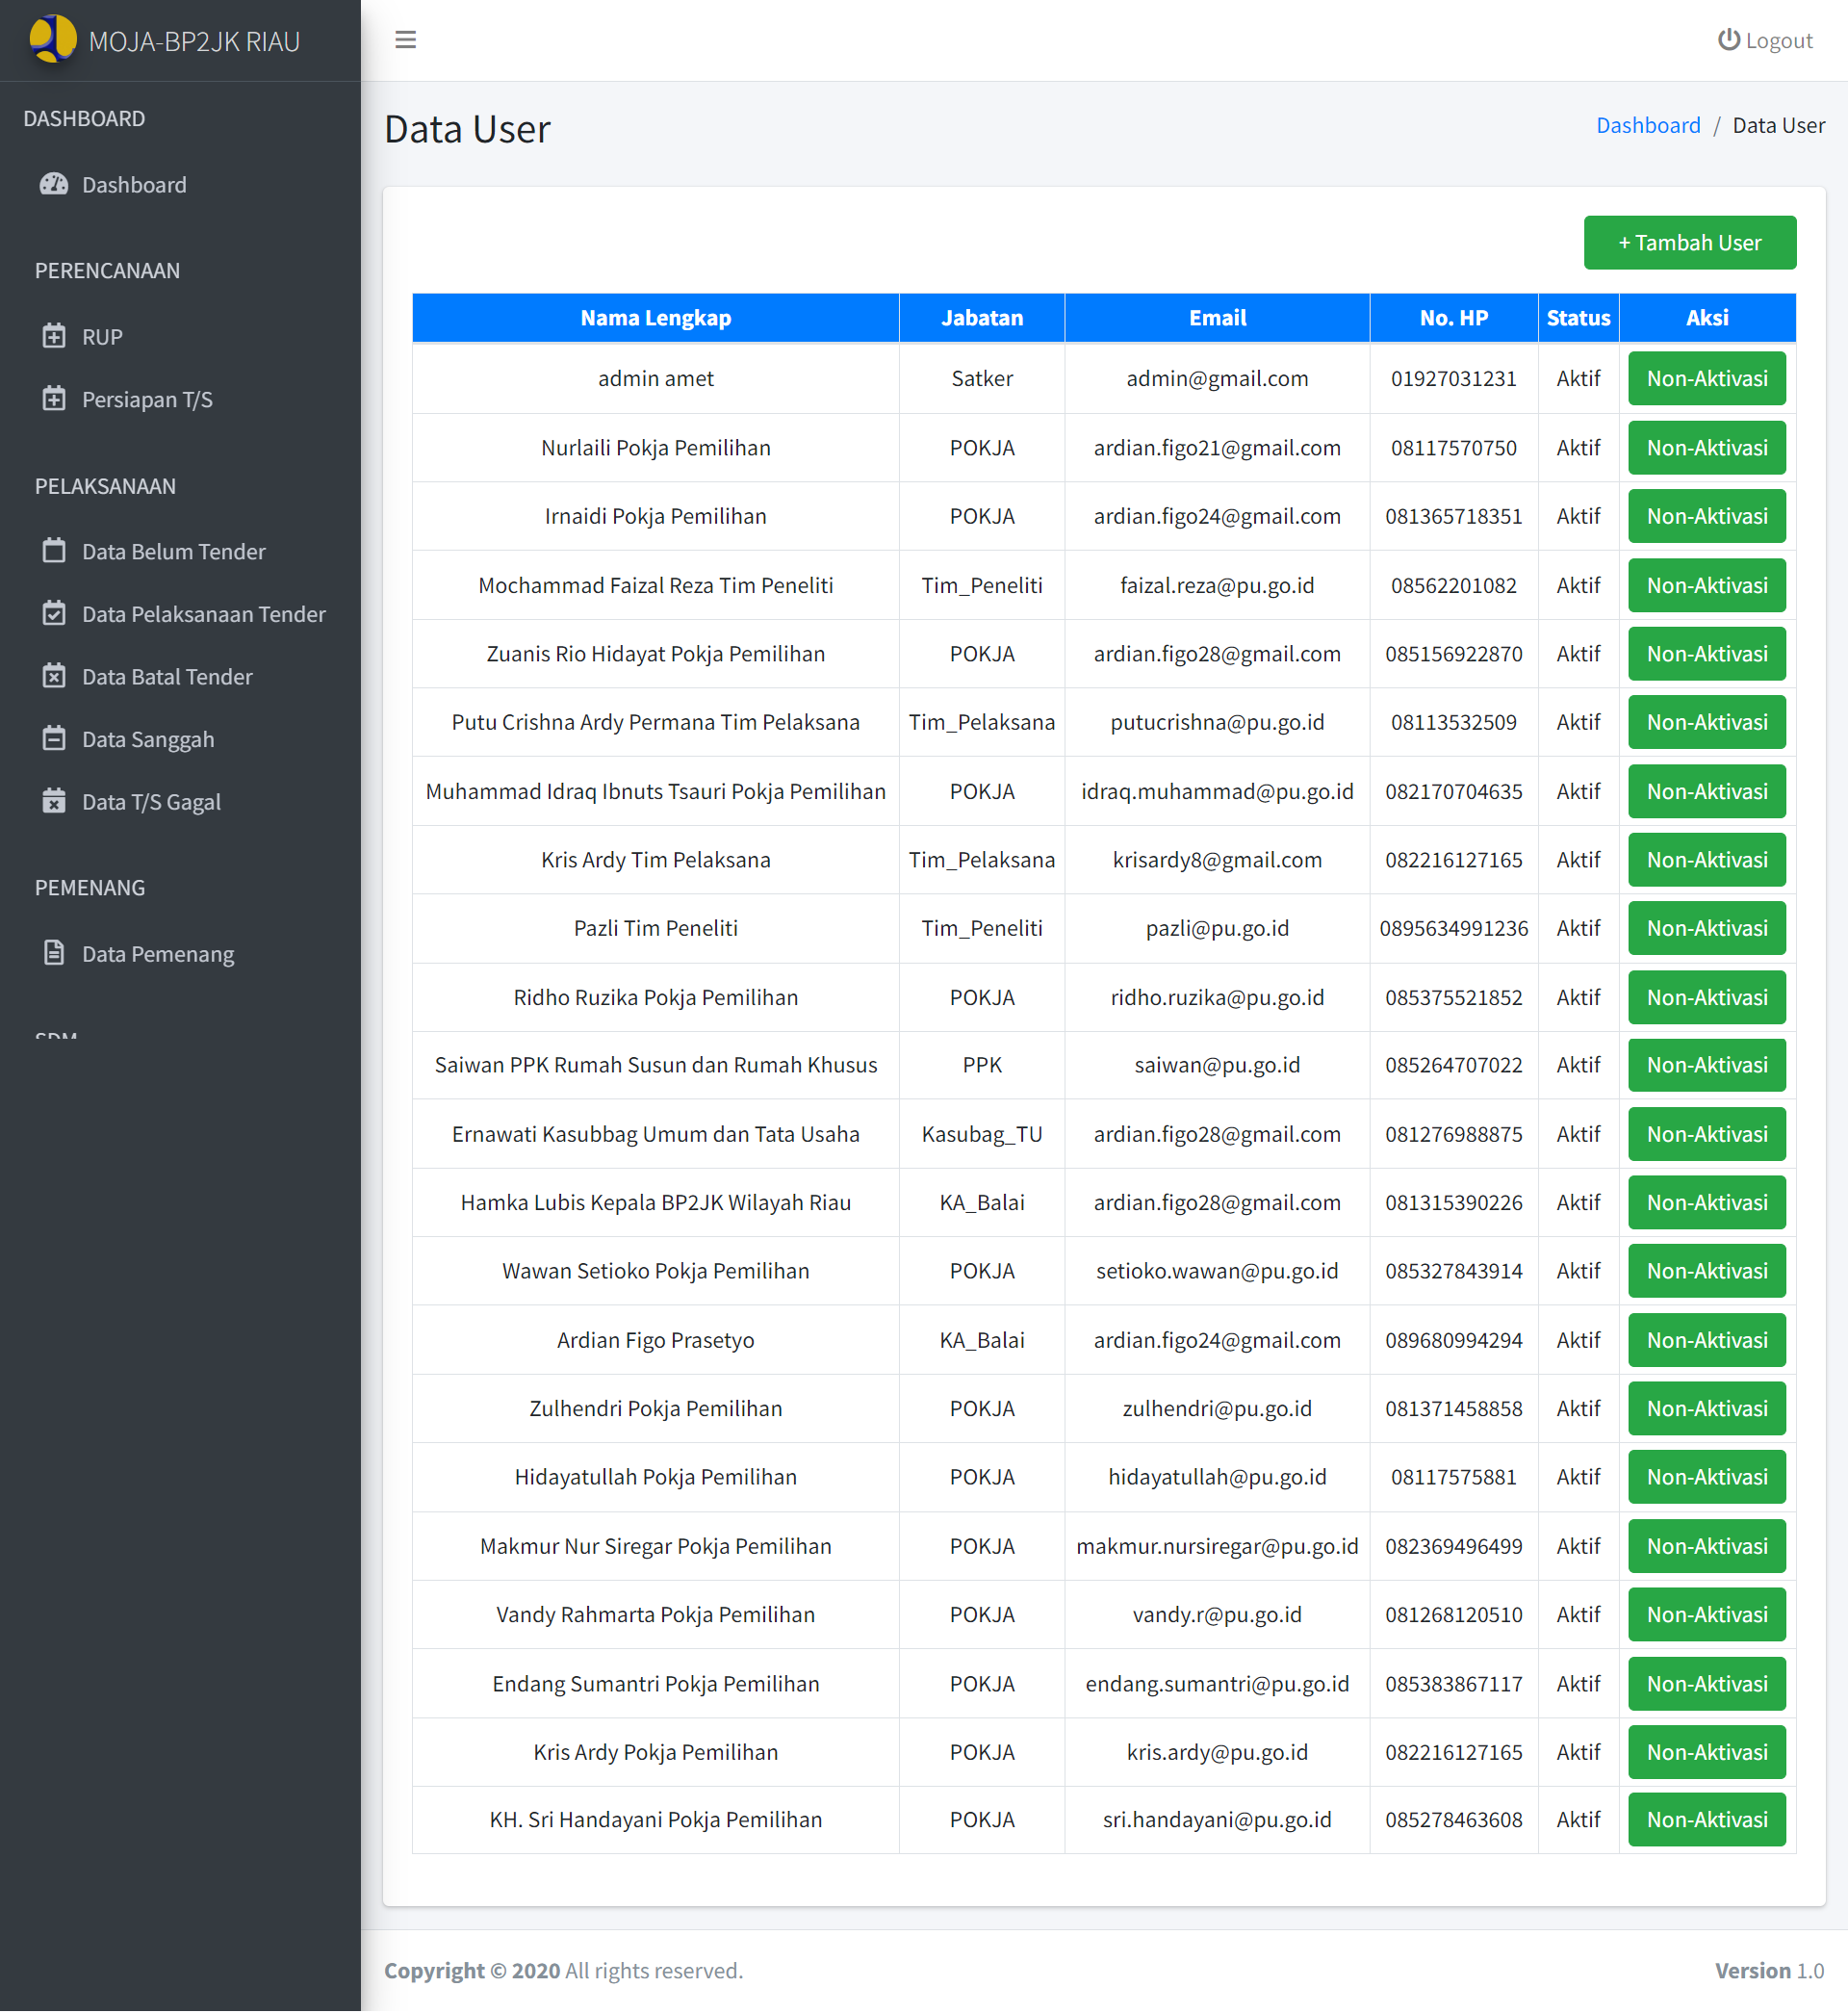 MOJA-BP2JK RIAU
Logout
DASHBOARD
Dashboard
PERENCANAAN
RUP
Persiapan T/S
PELAKSANAAN
Data Belum Tender
Data Pelaksanaan Tender
Data Batal Tender
Data Sanggah
Data T/S Gagal
PEMENANG
Data Pemenang
SDM
Data User
Dashboard / Data User
+ Tambah User
Nama Lengkap Jabatan Email No. HP Status Aksi
admin amet Satker admin@gmail.com 01927031231 Aktif Non-Aktivasi
Nurlaili Pokja Pemilihan POKJA ardian.figo21@gmail.com 08117570750 Aktif Non-Aktivasi
Irnaidi Pokja Pemilihan POKJA ardian.figo24@gmail.com 081365718351 Aktif Non-Aktivasi
Mochammad Faizal Reza Tim Peneliti Tim_Peneliti faizal.reza@pu.go.id 08562201082 Aktif Non-Aktivasi
Zuanis Rio Hidayat Pokja Pemilihan POKJA ardian.figo28@gmail.com 085156922870 Aktif Non-Aktivasi
Putu Crishna Ardy Permana Tim Pelaksana Tim_Pelaksana putucrishna@pu.go.id 08113532509 Aktif Non-Aktivasi
Muhammad Idraq Ibnuts Tsauri Pokja Pemilihan POKJA idraq.muhammad@pu.go.id 082170704635 Aktif Non-Aktivasi
Kris Ardy Tim Pelaksana Tim_Pelaksana krisardy8@gmail.com 082216127165 Aktif Non-Aktivasi
Pazli Tim Peneliti Tim_Peneliti pazli@pu.go.id 0895634991236 Aktif Non-Aktivasi
Ridho Ruzika Pokja Pemilihan POKJA ridho.ruzika@pu.go.id 085375521852 Aktif Non-Aktivasi
Saiwan PPK Rumah Susun dan Rumah Khusus PPK saiwan@pu.go.id 085264707022 Aktif Non-Aktivasi
Ernawati Kasubbag Umum dan Tata Usaha Kasubag_TU ardian.figo28@gmail.com 081276988875 Aktif Non-Aktivasi
Hamka Lubis Kepala BP2JK Wilayah Riau KA_Balai ardian.figo28@gmail.com 081315390226 Aktif Non-Aktivasi
Wawan Setioko Pokja Pemilihan POKJA setioko.wawan@pu.go.id 085327843914 Aktif Non-Aktivasi
Ardian Figo Prasetyo KA_Balai ardian.figo24@gmail.com 089680994294 Aktif Non-Aktivasi
Zulhendri Pokja Pemilihan POKJA zulhendri@pu.go.id 081371458858 Aktif Non-Aktivasi
Hidayatullah Pokja Pemilihan POKJA hidayatullah@pu.go.id 08117575881 Aktif Non-Aktivasi
Makmur Nur Siregar Pokja Pemilihan POKJA makmur.nursiregar@pu.go.id 082369496499 Aktif Non-Aktivasi
Vandy Rahmarta Pokja Pemilihan POKJA vandy.r@pu.go.id 081268120510 Aktif Non-Aktivasi
Endang Sumantri Pokja Pemilihan POKJA endang.sumantri@pu.go.id 085383867117 Aktif Non-Aktivasi
Kris Ardy Pokja Pemilihan POKJA kris.ardy@pu.go.id 082216127165 Aktif Non-Aktivasi
KH. Sri Handayani Pokja Pemilihan POKJA sri.handayani@pu.go.id 085278463608 Aktif Non-Aktivasi
Copyright © 2020 All rights reserved.
Version 1.0